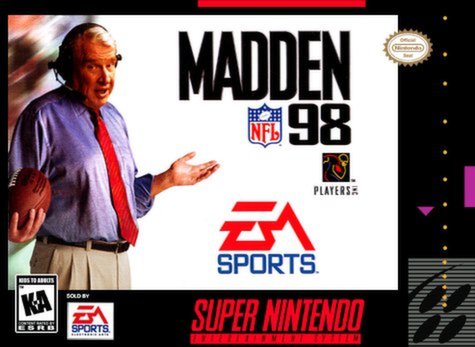 MADDEN
NFL 98
Official
Nintendo
Seal
PLAYERS INC
EA
SPORTS™
KIDS TO ADULTS
K-A
CONTENT RATED BY
ESRB
SOLD BY
EA
SPORTS
ELECTRONIC ARTS
SUPER NINTENDO
ENTERTAINMENT SYSTEM